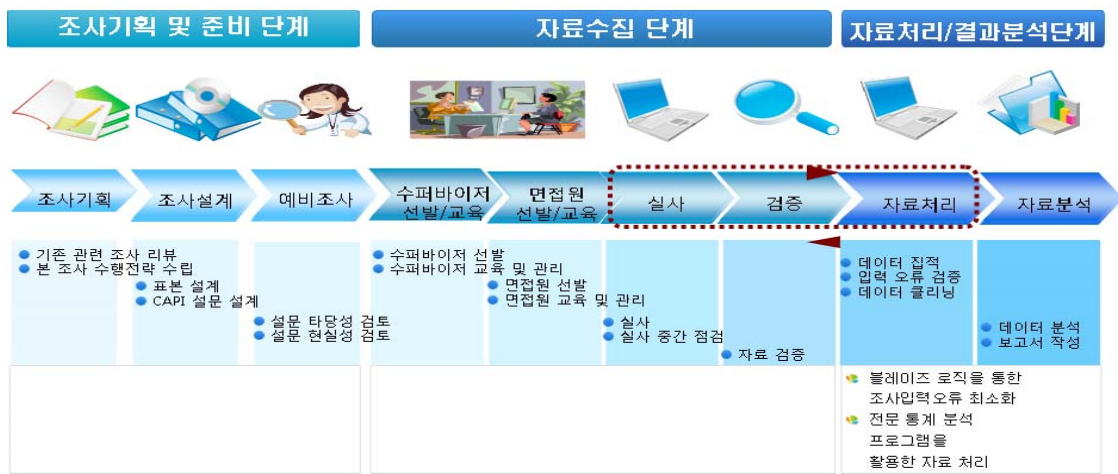 조사기획 및 준비 단계
자료수집 단계
자료처리/결과분석단계
조사기획
조사설계
예비조사
수퍼바이저
선발/교육
면접원
선발/교육
실사
검증
자료처리
자료분석
기존 관련 조사 리뷰
본 조사 수행전략 수립
표본 설계
CAPI 설문 설계
설문 타당성 검토
설문 현실성 검토
수퍼바이저 선발
수퍼바이저 교육 및 관리
면접원 선발
면접원 교육 및 관리
실사
실사 중간 점검
자료 검증
데이터 집적
입력 오류 검증
데이터 클리닝
데이터 분석
보고서 작성
블레이즈 로직을 통한
조사입력오류 최소화
전문 통계 분석
프로그램을
활용한 자료 처리